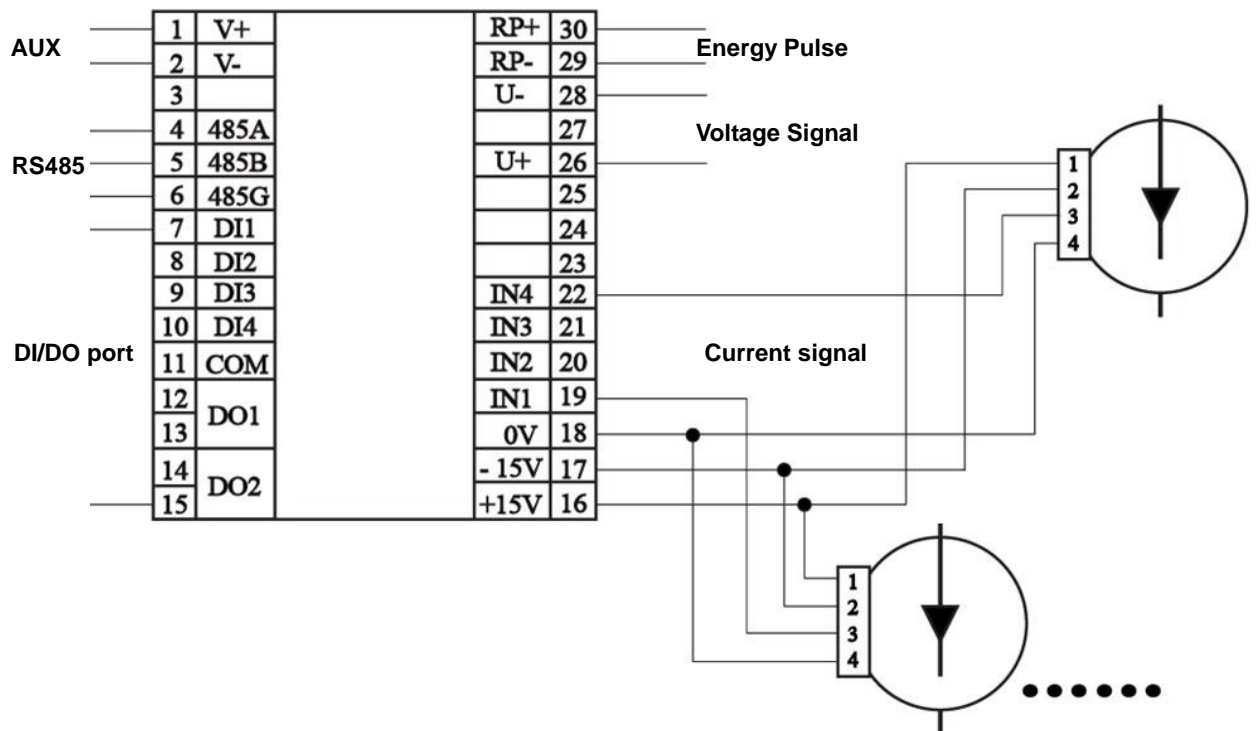 AUX
RS485
DI/DO port
1 V+
2 V-
3
4 485A
5 485B
6 485G
7 DI1
8 DI2
9 DI3
10 DI4
11 COM
12
DO1
13
14
DO2
15
RP+ 30
RP- 29
U- 28
27
U+ 26
25
24
23
IN4 22
IN3 21
IN2 20
IN1 19
0V 18
- 15V 17
+15V 16
Energy Pulse
Voltage Signal
Current signal
1
2
3
4
1
2
3
4